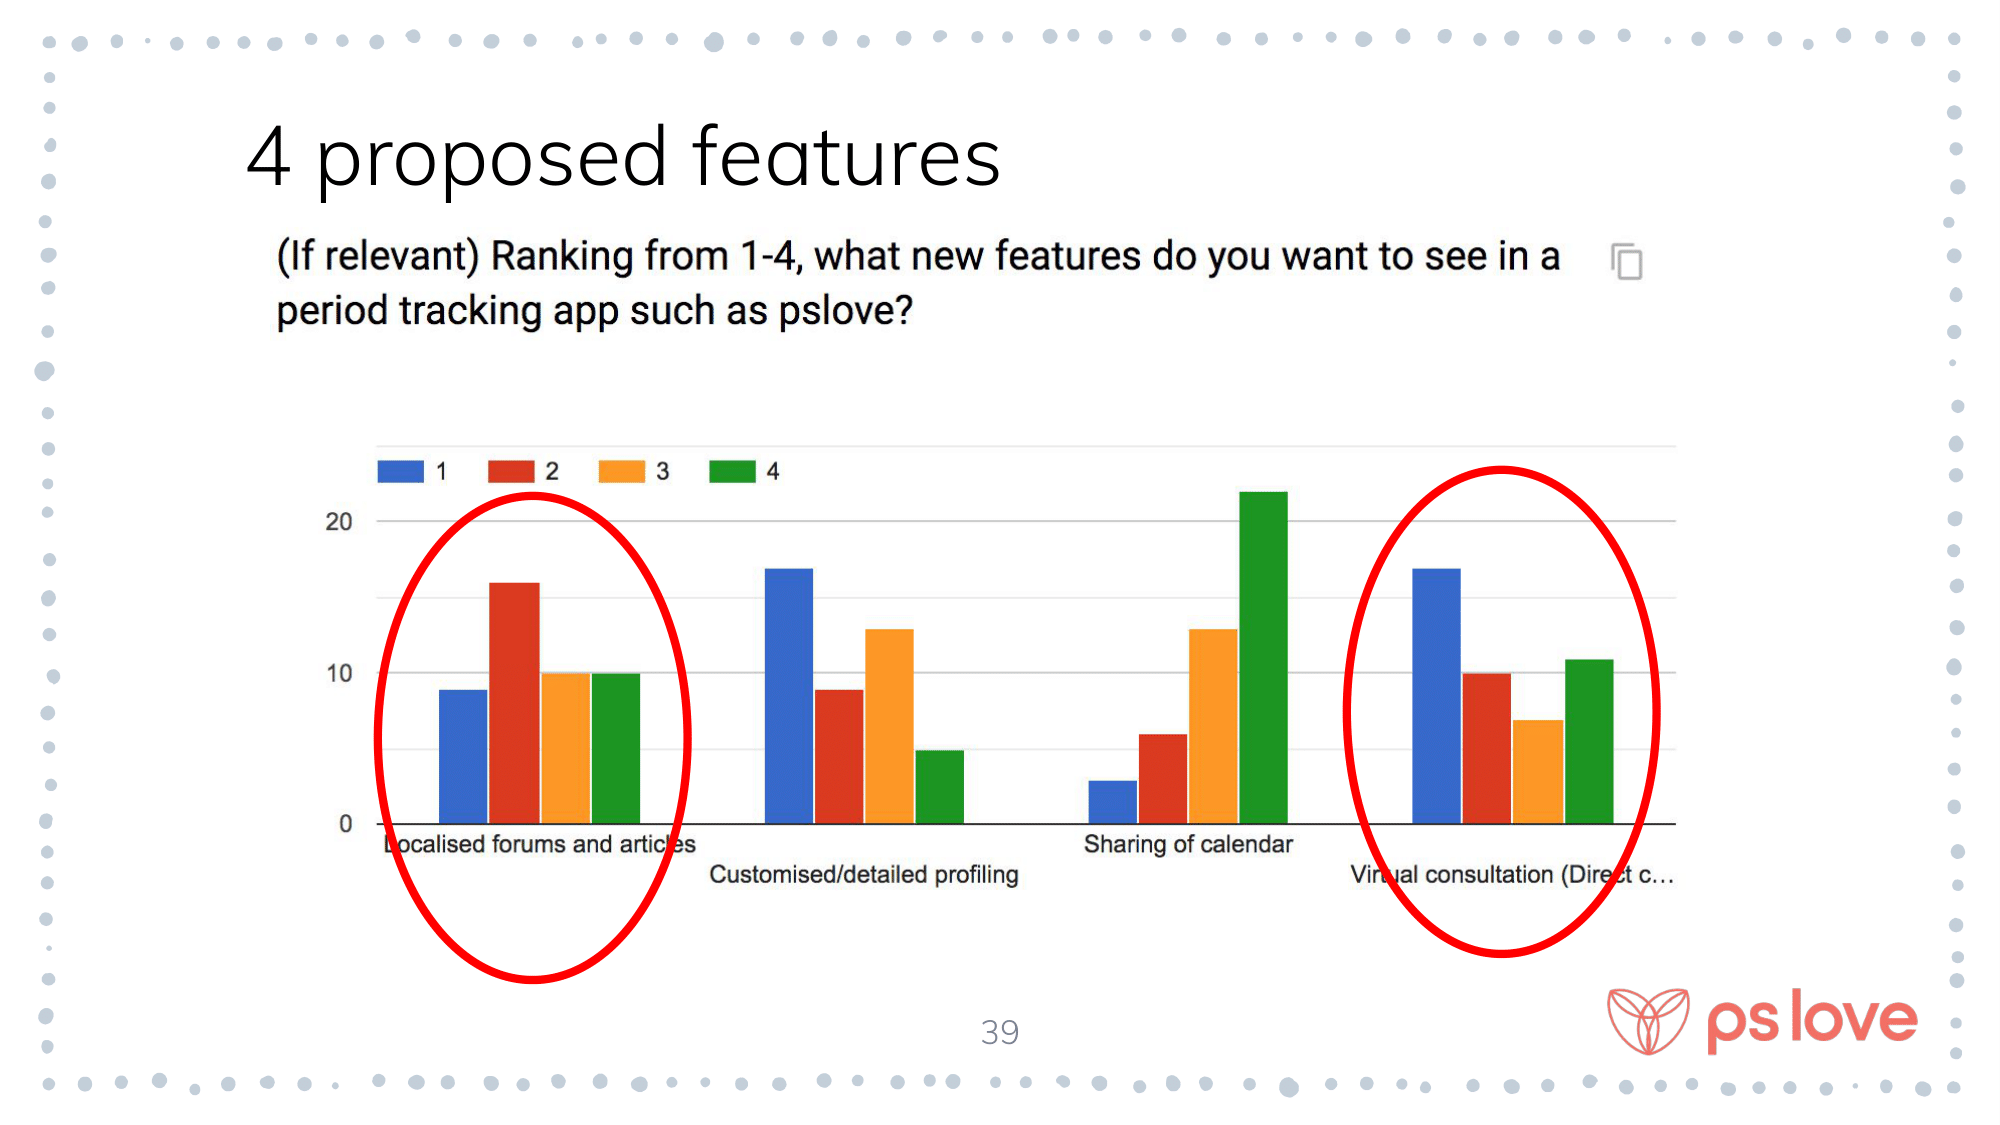 4 proposed features
(If relevant) Ranking from 1-4, what new features do you want to see in a
period tracking app such as pslove?
1 2 3 4
20
10
0
Localised forums and articles
Customised/detailed profiling
Sharing of calendar
Virtual consultation (Direct c...
39
ps love